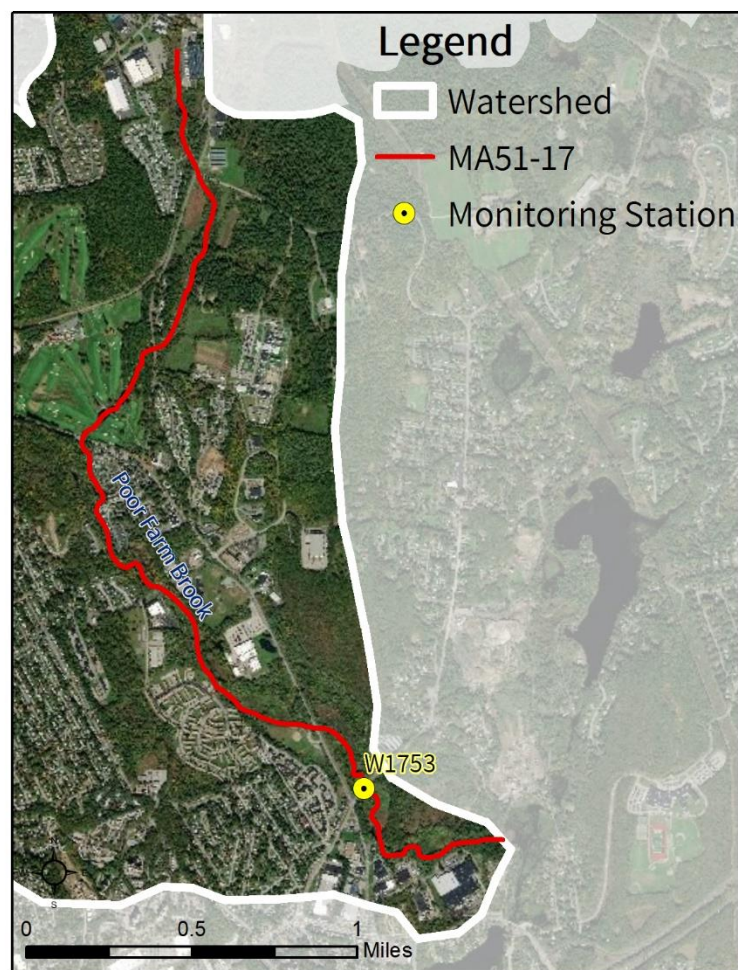 Legend
Watershed
MA51-17
Monitoring Station
Poor Farm Brook
W1753
S
0 0.5 1
Miles